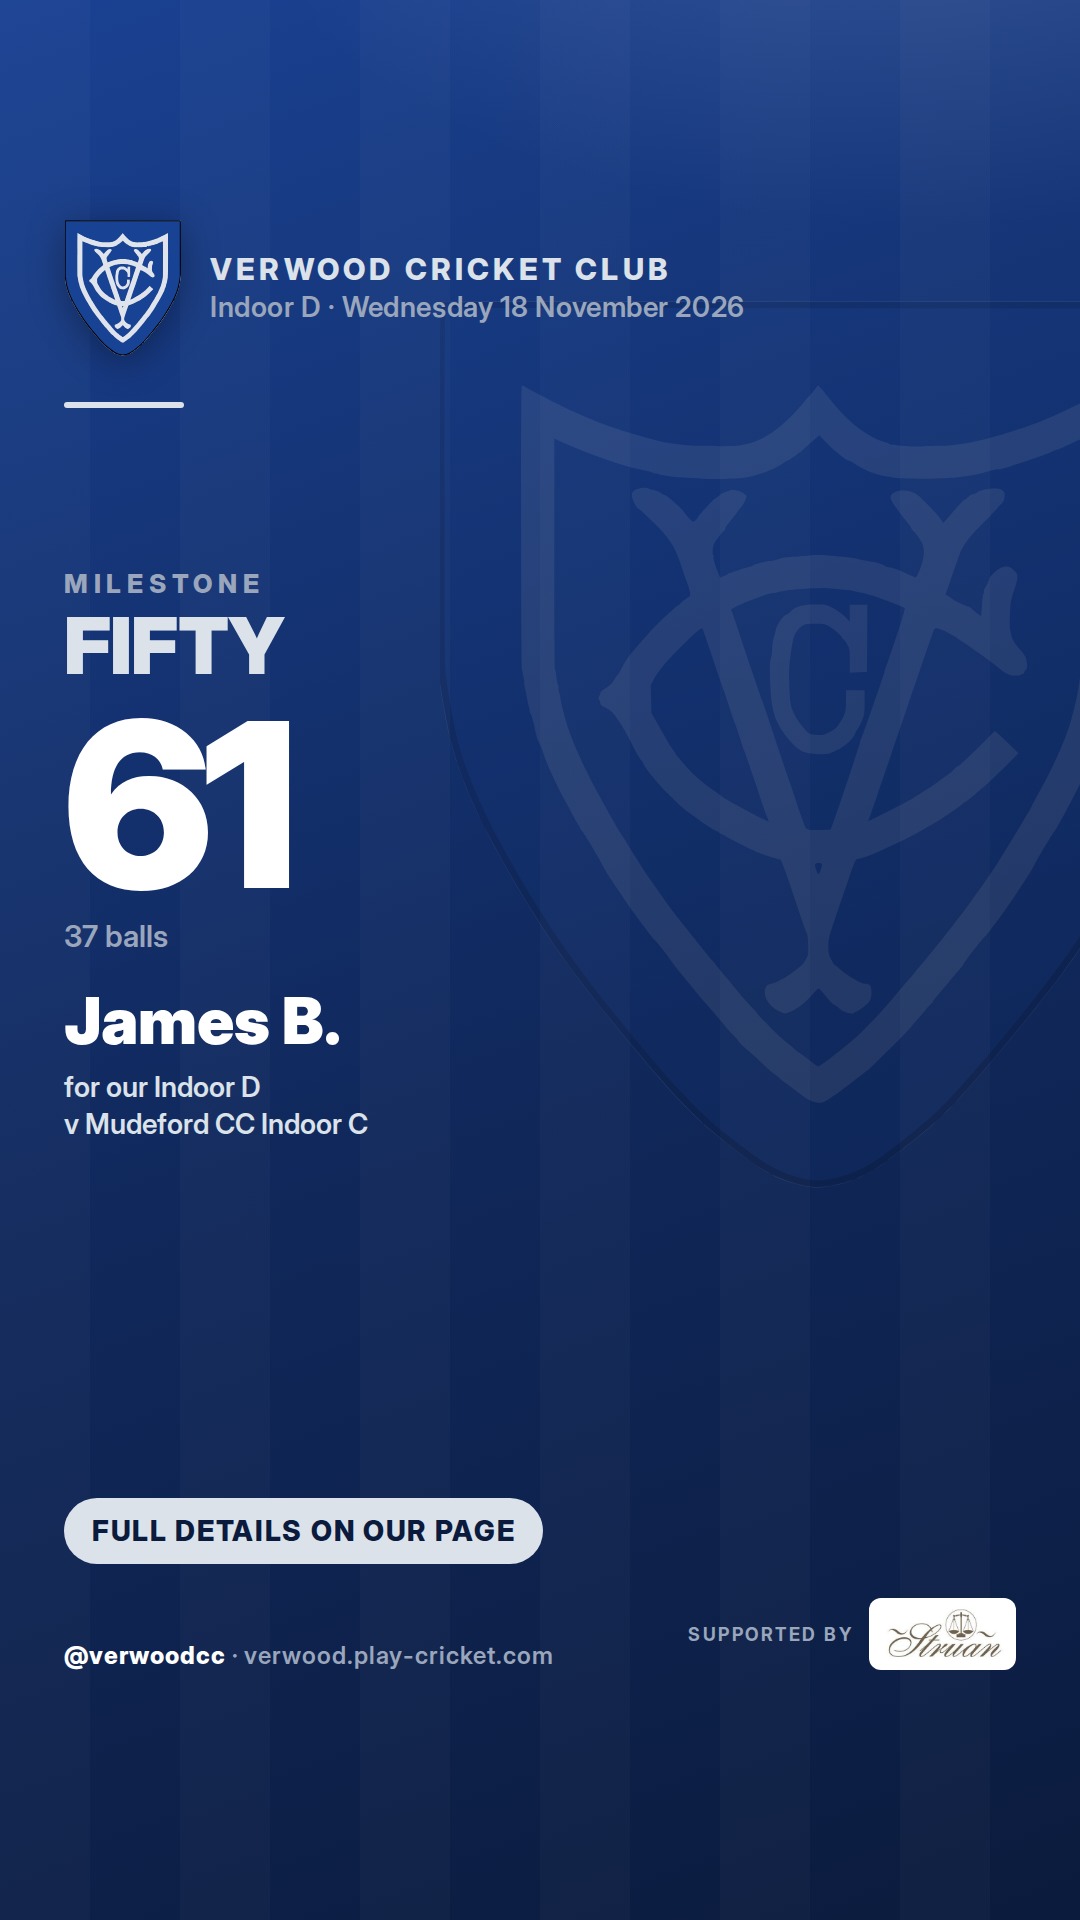 VERWOOD CRICKET CLUB
Indoor D · Wednesday 18 November 2026
MILESTONE
FIFTY
61
37 balls
James B.
for our Indoor D
v Mudeford CC Indoor C
FULL DETAILS ON OUR PAGE
@verwoodcc · verwood.play-cricket.com
SUPPORTED BY
~Struan~